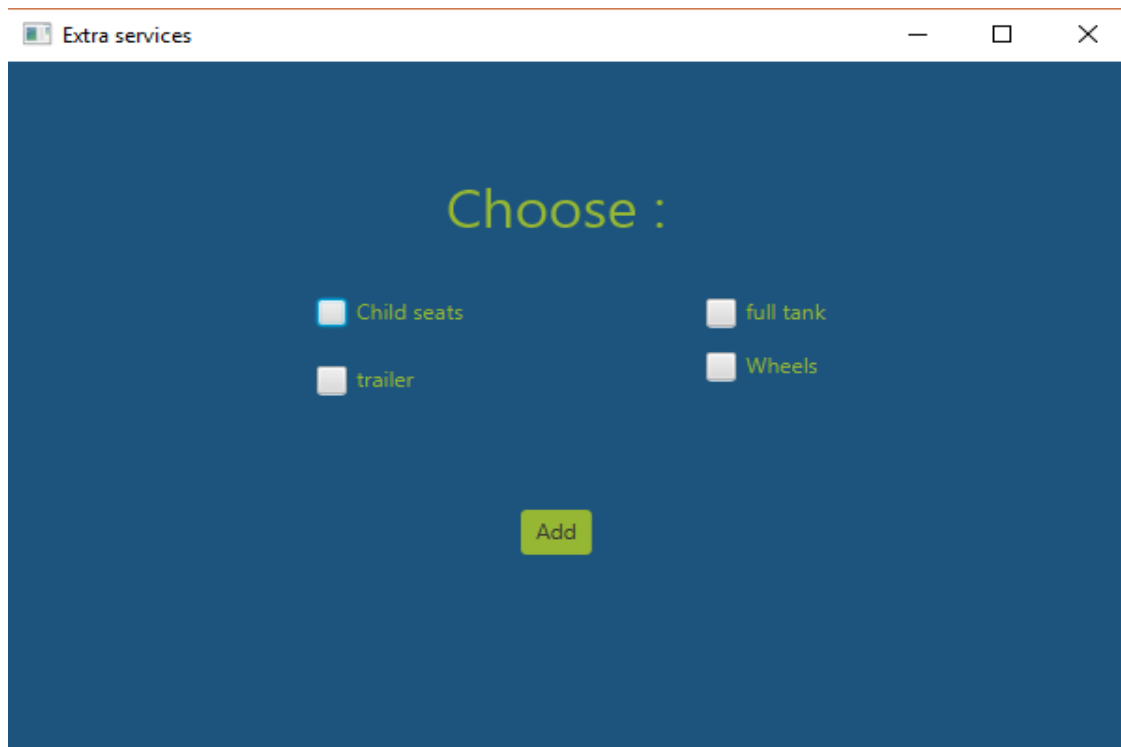 Extra services
Choose :
Child seats
full tank
trailer
Wheels
Add